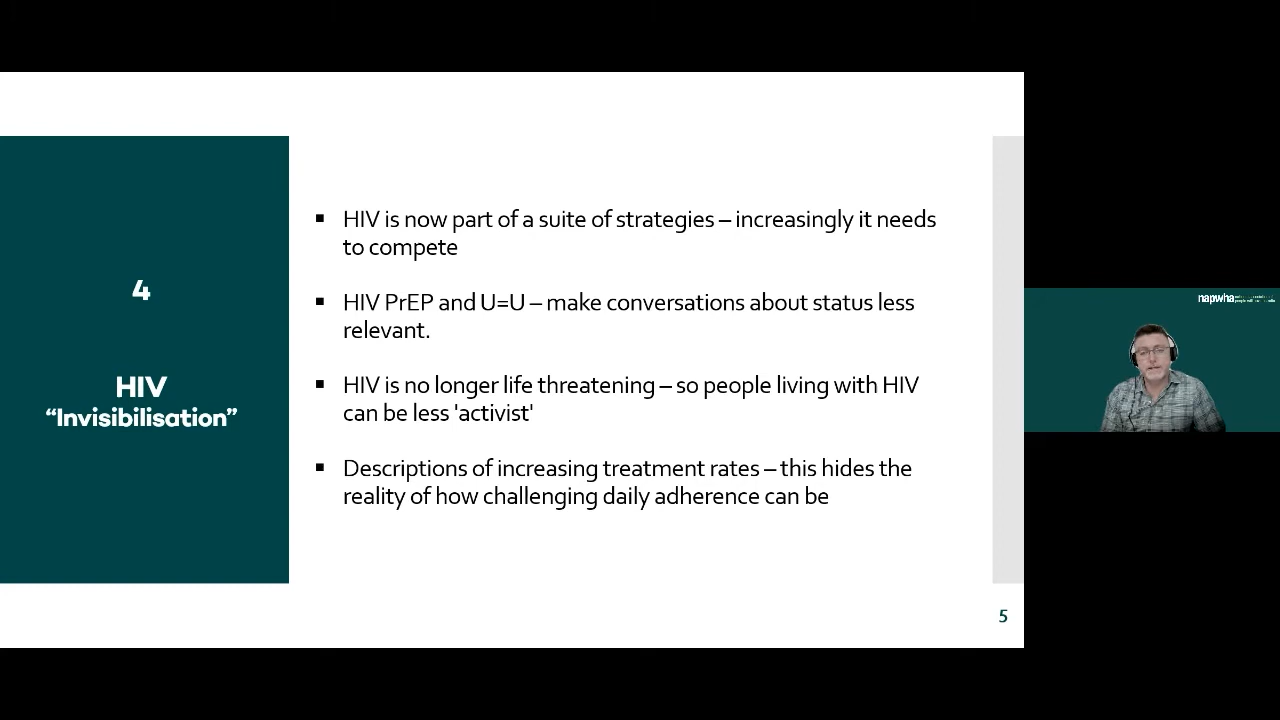 4
HIV
“Invisibilisation”
▪ HIV is now part of a suite of strategies – increasingly it needs
to compete
▪ HIV PrEP and U=U – make conversations about status less
relevant.
▪ HIV is no longer life threatening – so people living with HIV
can be less 'activist'
▪ Descriptions of increasing treatment rates – this hides the
reality of how challenging daily adherence can be
5
napwha